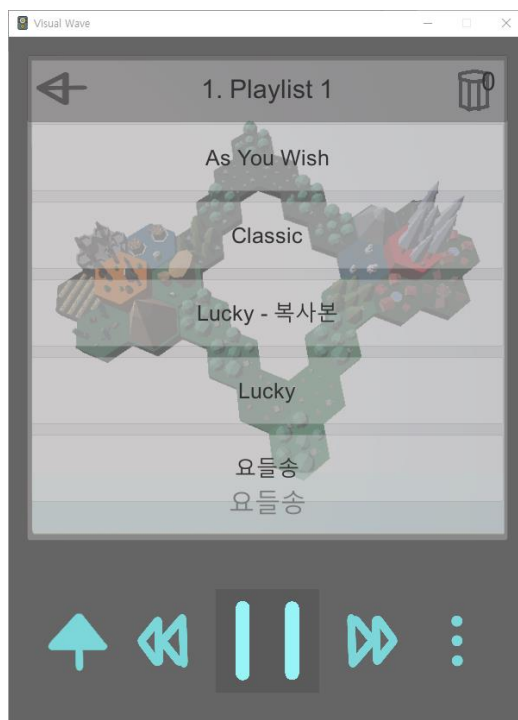 Visual Wave
1. Playlist 1
0
As You Wish
Classic
Lucky - 복사본
Lucky
요들송
요들송